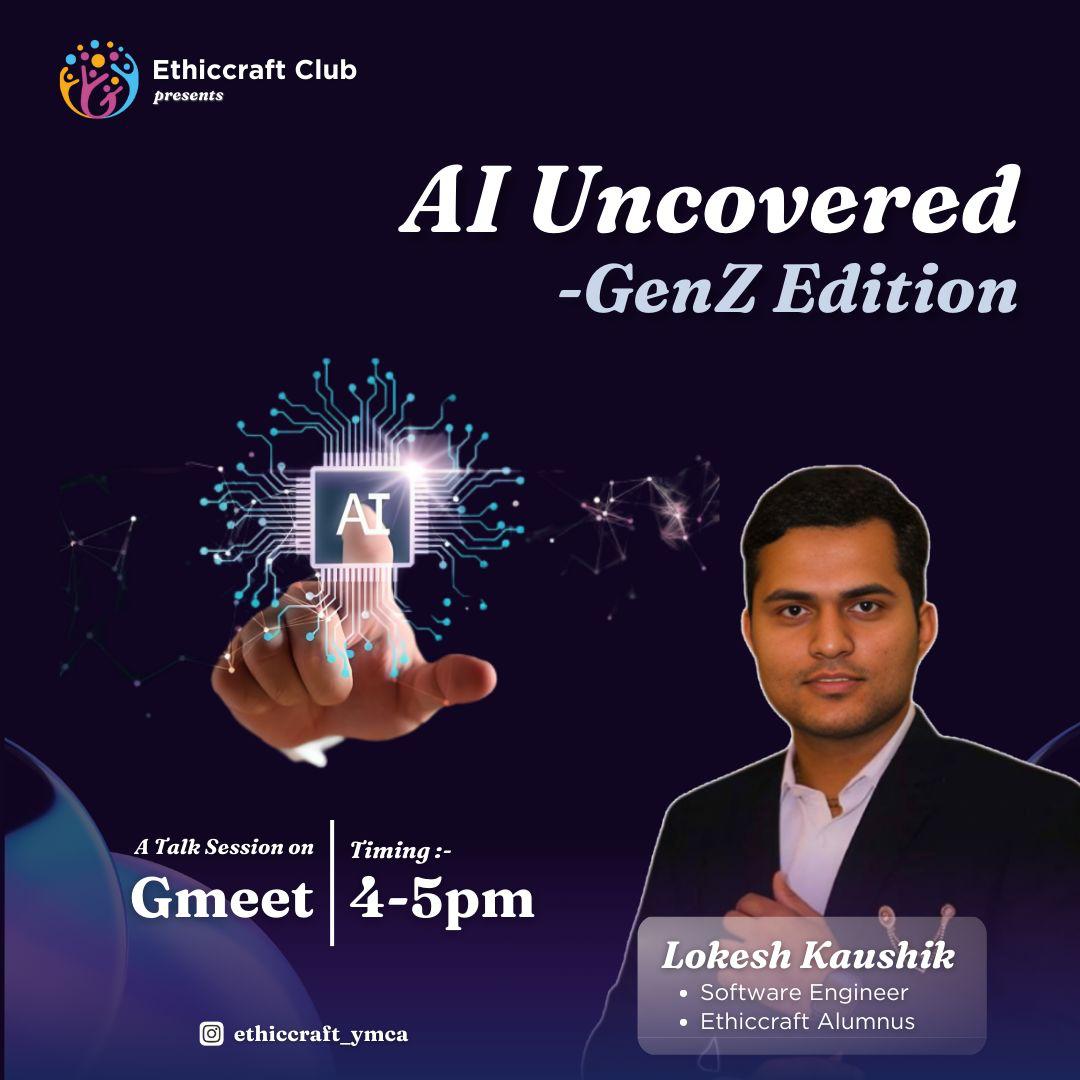 Ethiccraft Club
presents
AI Uncovered
-GenZ Edition
AI
A Talk Session on
Gmeet
Timing :-
4-5pm
Lokesh Kaushik
• Software Engineer
• Ethiccraft Alumnus
ethiccraft_ymca